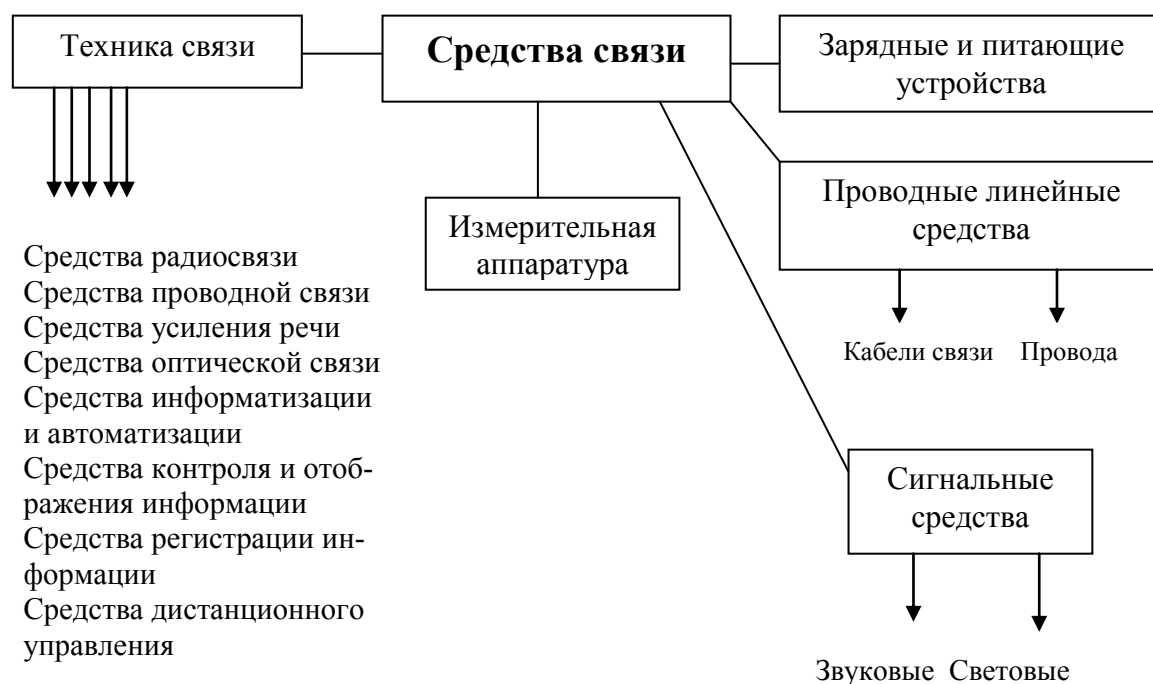 Техника связи
Средства связи
Зарядные и питающие
устройства
Проводные линейные
средства
Измерительная
аппаратура
Средства радиосвязи
Средства проводной связи
Средства усиления речи
Средства оптической связи
Средства информатизации
и автоматизации
Средства контроля и отоб-
ражения информации
Средства регистрации ин-
формации
Средства дистанционного
управления
Кабели связи Провода
Сигнальные
средства
Звуковые Световые